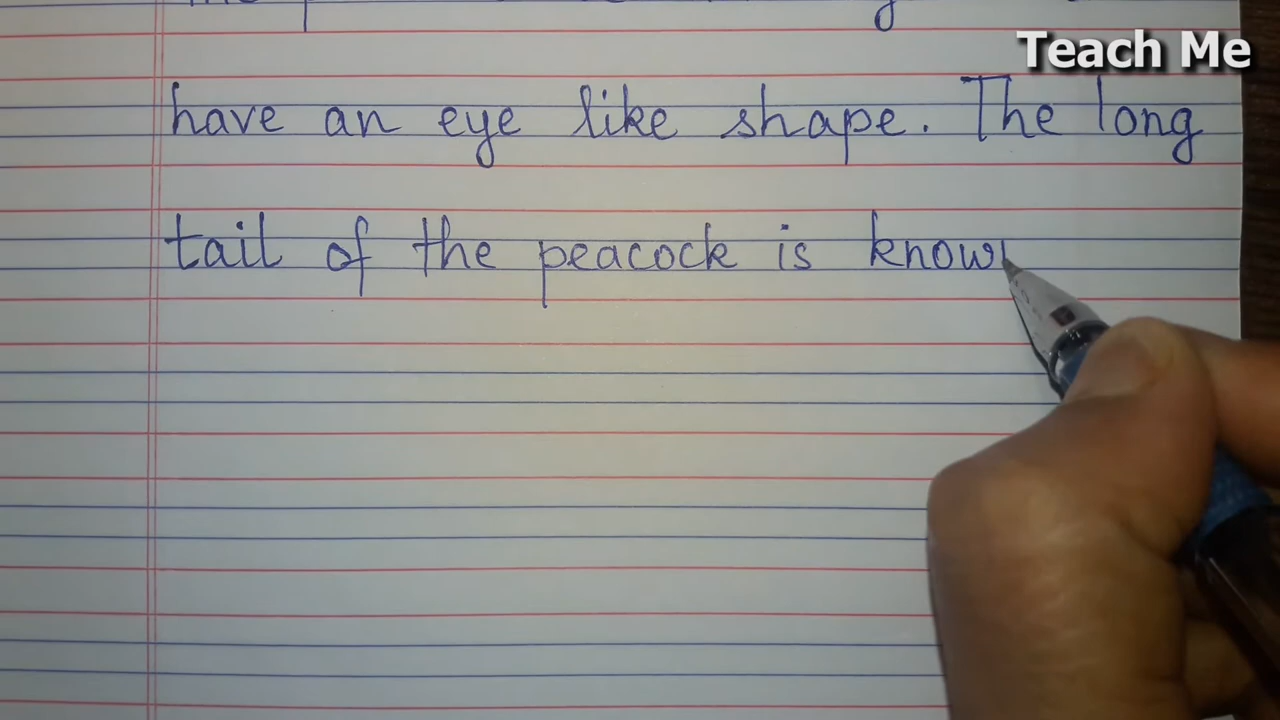 Teach Me
have an eye like shape. The long
tail of the peacock is know